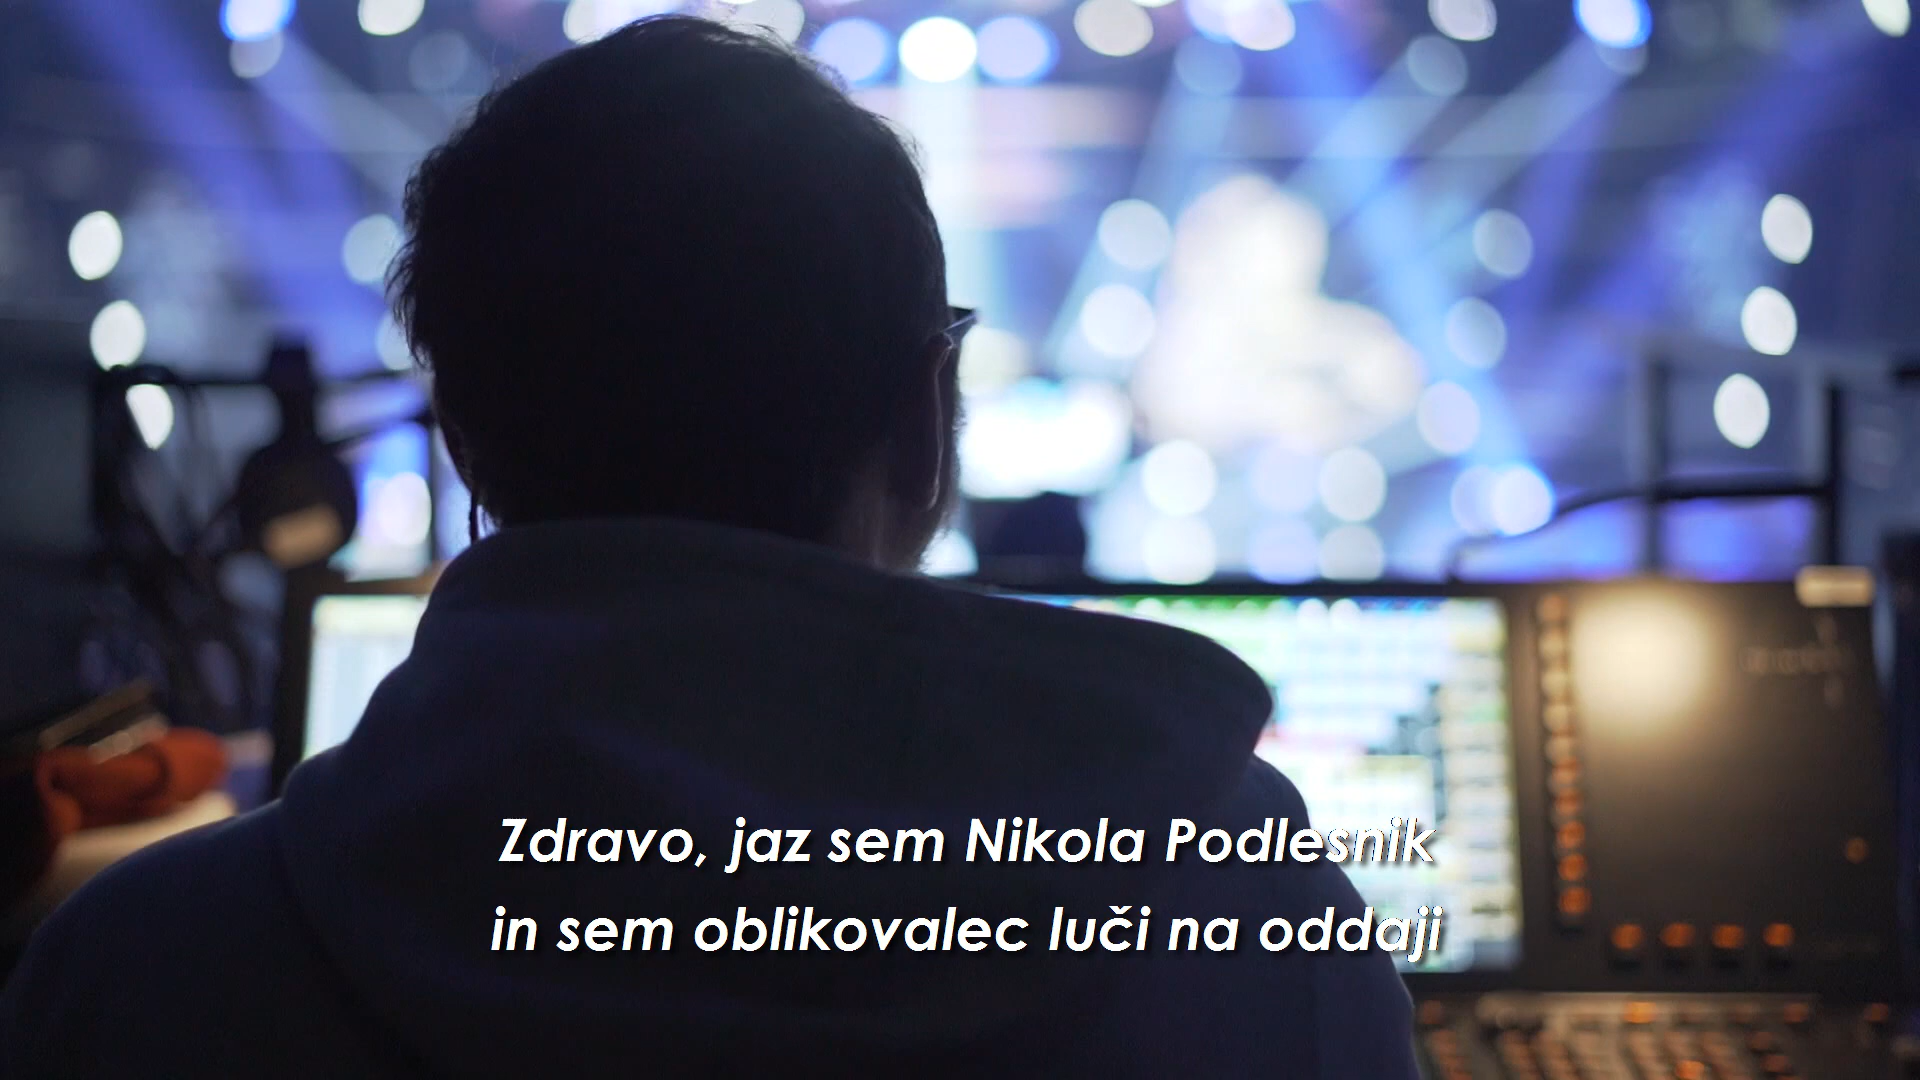 Zdravo, jaz sem Nikola Podlesnik
in sem oblikovalec luči na oddaji